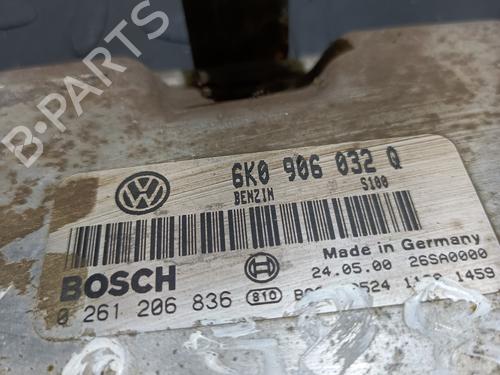 B-PARTS
6K0 906 032 Q
BENZIN S100
BOSCH
Made in Germany
24.05.00 26SA0000
0 261 206 836 810 1459